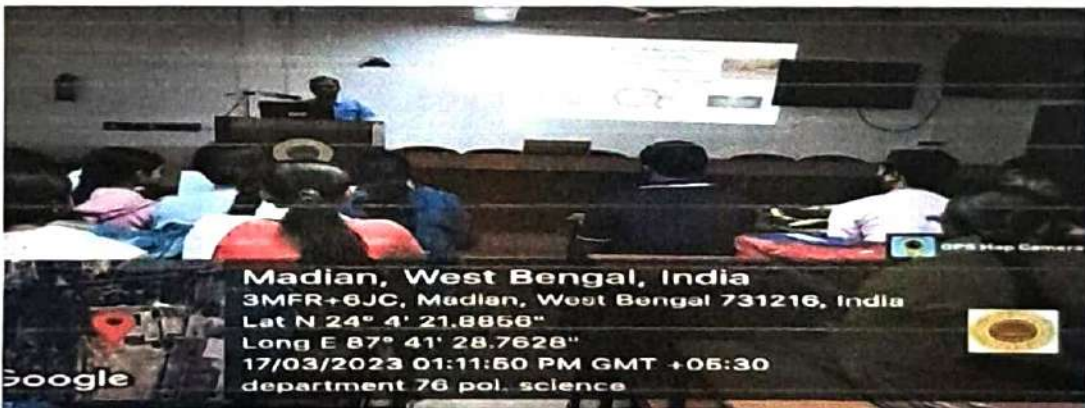 GPS Map Camera
Madian, West Bengal, India
3MFR+6JC, Madian, West Bengal 731216, India
Lat N 24° 4' 21.8856"
Long E 87° 41' 28.7628"
17/03/2023 01:11:50 PM GMT +05:30
department 76 pol. science
Google